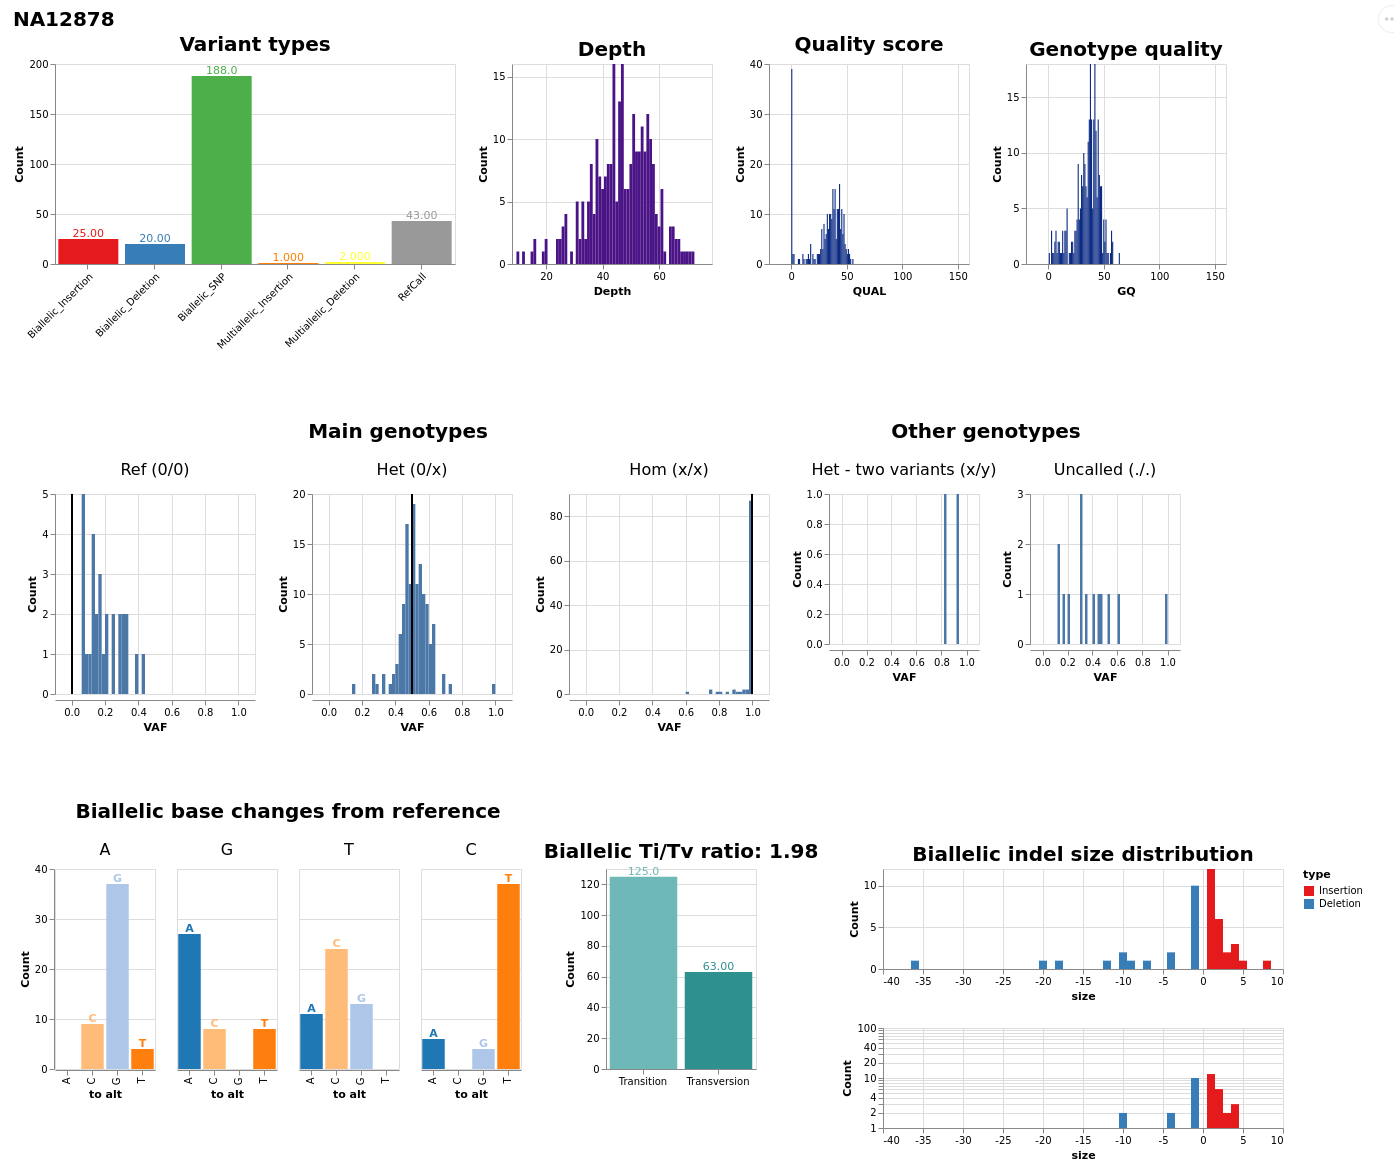 NA12878
Variant types
200
150
100
50
0
Count
25.00
20.00
188.0
1.000
2.000
43.00
Biallelic_Insertion
Biallelic_Deletion
Biallelic_SNP
Multiallelic_Insertion
Multiallelic_Deletion
RefCall
Depth
15
10
5
0
Count
20 40 60
Depth
Quality score
40
30
20
10
0
Count
0 50 100 150
QUAL
Genotype quality
15
10
5
0
Count
0 50 100 150
GQ
Main genotypes
Ref (0/0)
5
4
3
2
1
0
Count
0.0 0.2 0.4 0.6 0.8 1.0
VAF
Het (0/x)
20
15
10
5
0
Count
0.0 0.2 0.4 0.6 0.8 1.0
VAF
Hom (x/x)
80
60
40
20
0
Count
0.0 0.2 0.4 0.6 0.8 1.0
VAF
Other genotypes
Het - two variants (x/y)
1.0
0.8
0.6
0.4
0.2
0.0
Count
0.0 0.2 0.4 0.6 0.8 1.0
VAF
Uncalled (./.)
3
2
1
0
Count
0.0 0.2 0.4 0.6 0.8 1.0
VAF
Biallelic base changes from reference
A
40
30
20
10
0
Count
C
G
T
A C G T
to alt
G
A
C
T
A C G T
to alt
T
A
C
G
A C G T
to alt
C
A
G
T
A C G T
to alt
Biallelic Ti/Tv ratio: 1.98
120
100
80
60
40
20
0
Count
125.0
63.00
Transition Transversion
Biallelic indel size distribution
10
5
0
Count
-40 -35 -30 -25 -20 -15 -10 -5 0 5 10
size
type
Insertion
Deletion
100
40
20
10
4
2
1
Count
-40 -35 -30 -25 -20 -15 -10 -5 0 5 10
size